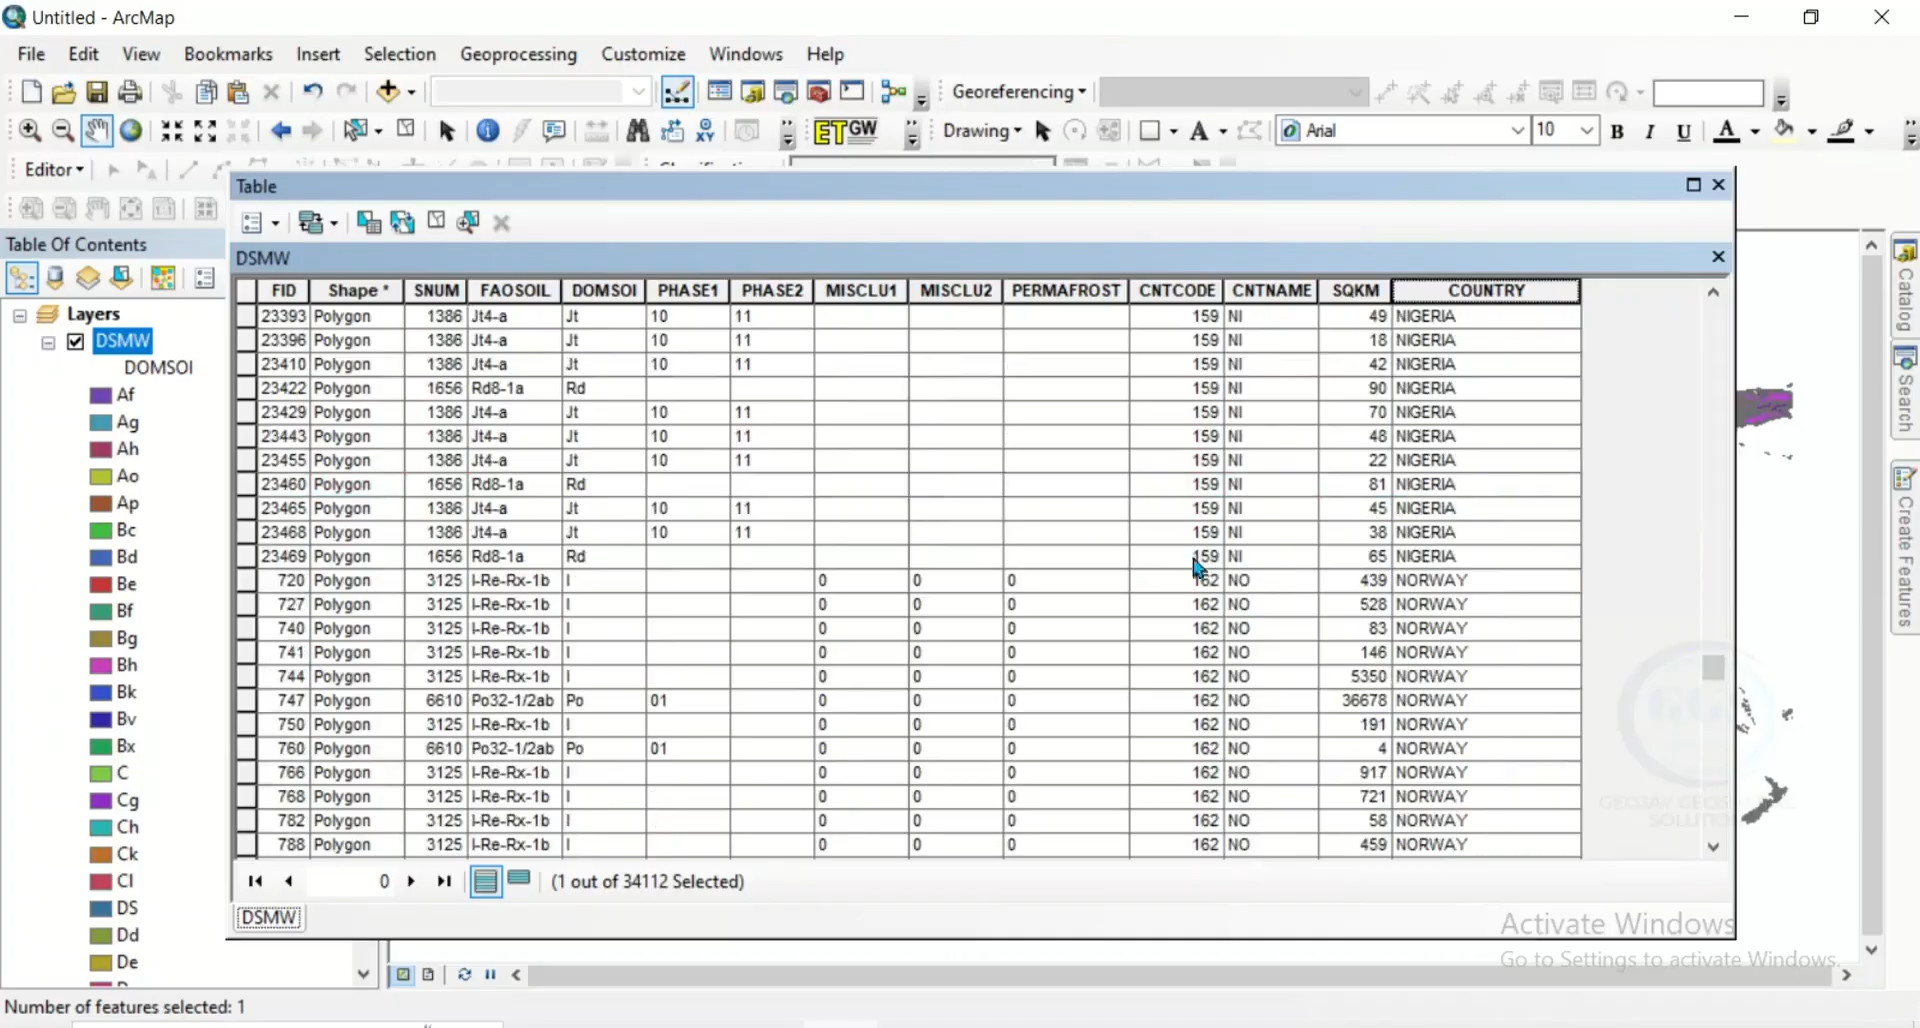 Untitled - ArcMap
File Edit View Bookmarks Insert Selection Geoprocessing Customize Windows Help
Georeferencing
ET GW Drawing A Arial 10 B I U A
Editor
Table
Table Of Contents
DSMW
Layers
DSMW
DOMSOI
Af
Ag
Ah
Ao
Ap
Bc
Bd
Be
Bf
Bg
Bh
Bk
Bv
Bx
C
Cg
Ch
Ck
Cl
DS
Dd
De
FID Shape * SNUM FAOSOIL DOMSOI PHASE1 PHASE2 MISCLU1 MISCLU2 PERMAFROST CNTCODE CNTNAME SQKM COUNTRY
23393 Polygon 1386 Jt4-a Jt 10 11 159 NI 49 NIGERIA
23396 Polygon 1386 Jt4-a Jt 10 11 159 NI 18 NIGERIA
23410 Polygon 1386 Jt4-a Jt 10 11 159 NI 42 NIGERIA
23422 Polygon 1656 Rd8-1a Rd 159 NI 90 NIGERIA
23429 Polygon 1386 Jt4-a Jt 10 11 159 NI 70 NIGERIA
23443 Polygon 1386 Jt4-a Jt 10 11 159 NI 48 NIGERIA
23455 Polygon 1386 Jt4-a Jt 10 11 159 NI 22 NIGERIA
23460 Polygon 1656 Rd8-1a Rd 159 NI 81 NIGERIA
23465 Polygon 1386 Jt4-a Jt 10 11 159 NI 45 NIGERIA
23468 Polygon 1386 Jt4-a Jt 10 11 159 NI 38 NIGERIA
23469 Polygon 1656 Rd8-1a Rd 159 NI 65 NIGERIA
720 Polygon 3125 I-Re-Rx-1b I 0 0 0 162 NO 439 NORWAY
727 Polygon 3125 I-Re-Rx-1b I 0 0 0 162 NO 528 NORWAY
740 Polygon 3125 I-Re-Rx-1b I 0 0 0 162 NO 83 NORWAY
741 Polygon 3125 I-Re-Rx-1b I 0 0 0 162 NO 146 NORWAY
744 Polygon 3125 I-Re-Rx-1b I 0 0 0 162 NO 5350 NORWAY
747 Polygon 6610 Po32-1/2ab Po 01 0 0 0 162 NO 36678 NORWAY
750 Polygon 3125 I-Re-Rx-1b I 0 0 0 162 NO 191 NORWAY
760 Polygon 6610 Po32-1/2ab Po 01 0 0 0 162 NO 4 NORWAY
766 Polygon 3125 I-Re-Rx-1b I 0 0 0 162 NO 917 NORWAY
768 Polygon 3125 I-Re-Rx-1b I 0 0 0 162 NO 721 NORWAY
782 Polygon 3125 I-Re-Rx-1b I 0 0 0 162 NO 58 NORWAY
788 Polygon 3125 I-Re-Rx-1b I 0 0 0 162 NO 459 NORWAY
0 (1 out of 34112 Selected)
DSMW
Catalog
Search
Create Features
Activate Windows
Go to Settings to activate Windows.
Number of features selected: 1